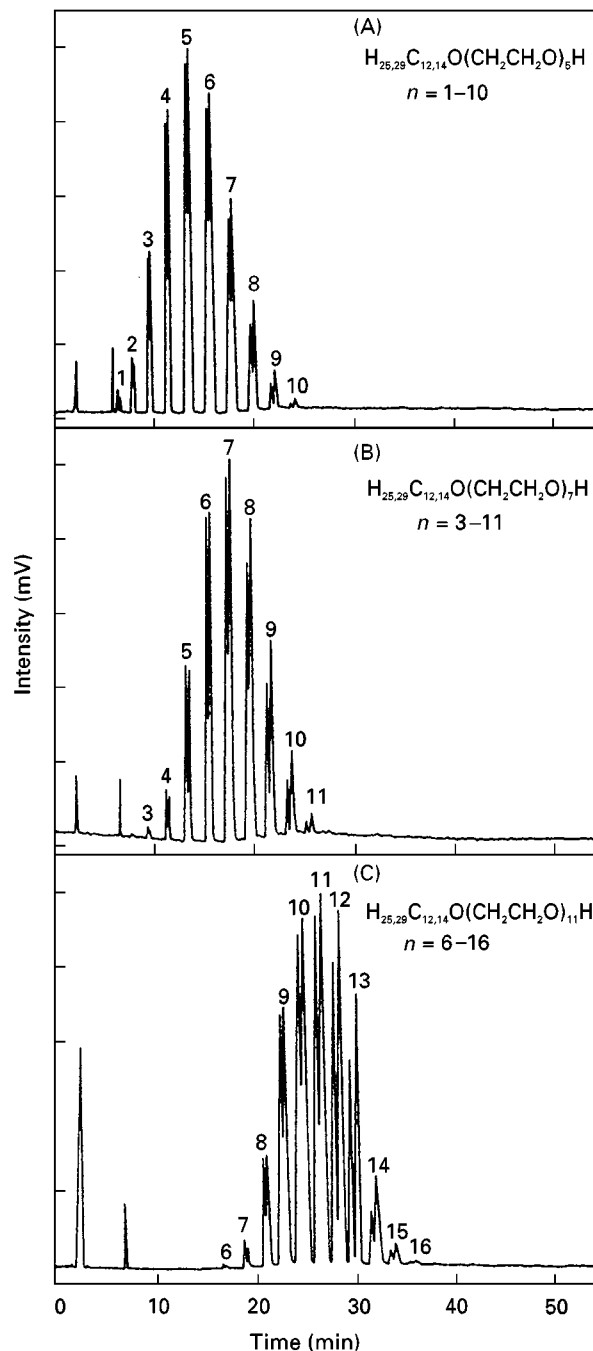 (A)
H25,29C12,14O(CH2CH2O)5H
n = 1–10
1
2
3
4
5
6
7
8
9
10
(B)
H25,29C12,14O(CH2CH2O)7H
n = 3–11
3
4
5
6
7
8
9
10
11
Intensity (mV)
(C)
H25,29C12,14O(CH2CH2O)11H
n = 6–16
6
7
8
9
10
11
12
13
14
15
16
0 10 20 30 40 50
Time (min)